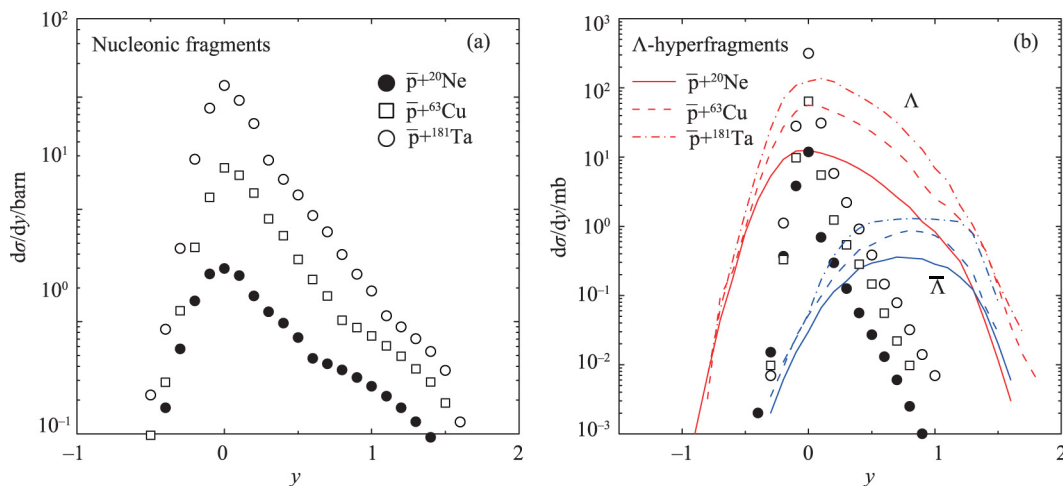 Nucleonic fragments
(a)
p̅+²⁰Ne
p̅+⁶³Cu
p̅+¹⁸¹Ta
10²
10¹
10⁰
10⁻¹
dσ/dy/barn
−1
0
1
2
y
Λ-hyperfragments
(b)
p̅+²⁰Ne
p̅+⁶³Cu
p̅+¹⁸¹Ta
Λ
Λ̅
10³
10²
10¹
10⁰
10⁻¹
10⁻²
10⁻³
dσ/dy/mb
−1
0
1
2
y